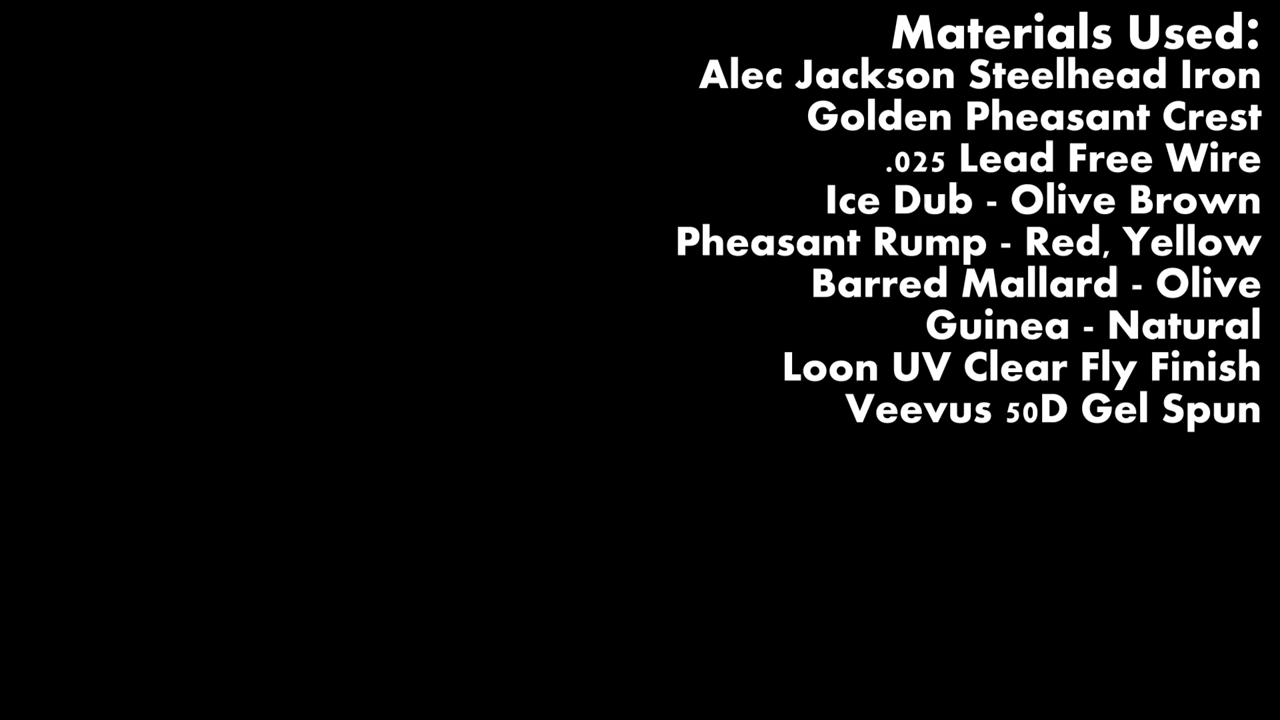 Materials Used:
Alec Jackson Steelhead Iron
Golden Pheasant Crest
.025 Lead Free Wire
Ice Dub - Olive Brown
Pheasant Rump - Red, Yellow
Barred Mallard - Olive
Guinea - Natural
Loon UV Clear Fly Finish
Veevus 50D Gel Spun